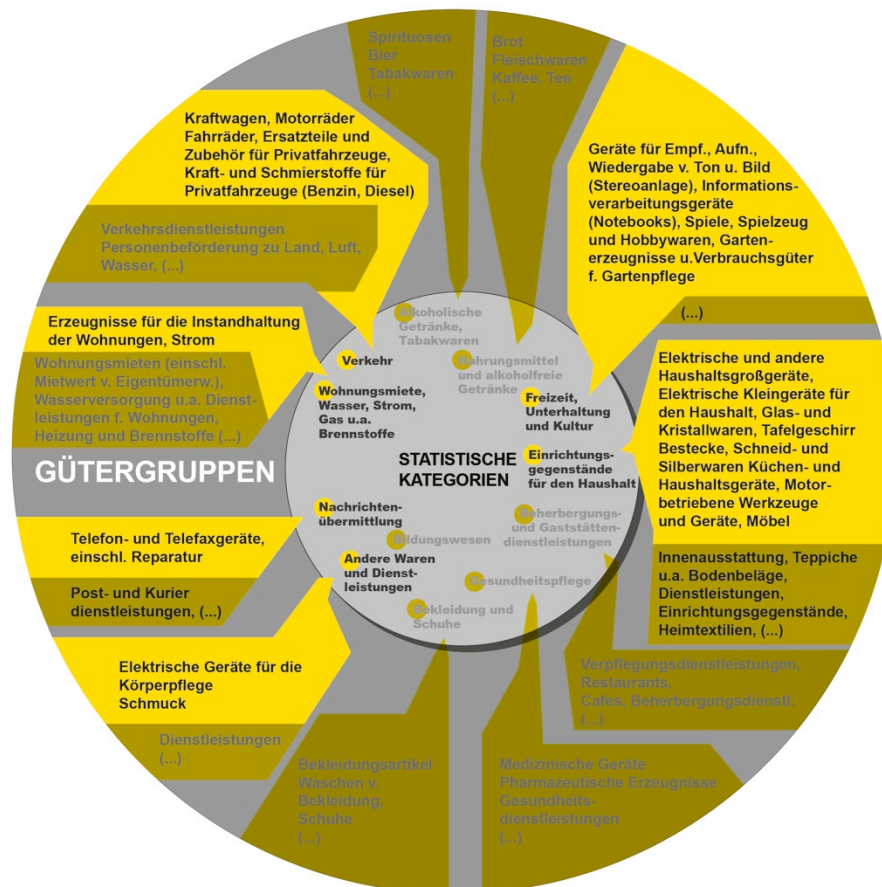 Spirituosen
Bier
Tabakwaren
(...)
Brot
Fleischwaren
Kaffee, Tee
(...)
Kraftwagen, Motorräder
Fahrräder, Ersatzteile und
Zubehör für Privatfahrzeuge,
Kraft- und Schmierstoffe für
Privatfahrzeuge (Benzin, Diesel)
Verkehrsdienstleistungen
Personenbeförderung zu Land, Luft,
Wasser, (...)
Geräte für Empf., Aufn.,
Wiedergabe v. Ton u. Bild
(Stereoanlage), Informations-
verarbeitungsgeräte
(Notebooks), Spiele, Spielzeug
und Hobbywaren, Garten-
erzeugnisse u.Verbrauchsgüter
f. Gartenpflege
(...)
Erzeugnisse für die Instandhaltung
der Wohnungen, Strom
Wohnungsmieten (einschl.
Mietwert v. Eigentümerw.),
Wasserversorgung u.a. Dienst-
leistungen f. Wohnungen,
Heizung und Brennstoffe (...)
Alkoholische
Getränke,
Tabakwaren
Verkehr
Nahrungsmittel
und alkoholfreie
Getränke
Wohnungsmiete,
Wasser, Strom,
Gas u.a.
Brennstoffe
Freizeit,
Unterhaltung
und Kultur
Elektrische und andere
Haushaltsgroßgeräte,
Elektrische Kleingeräte für
den Haushalt, Glas- und
Kristallwaren, Tafelgeschirr
Bestecke, Schneid- und
Silberwaren Küchen- und
Haushaltsgeräte, Motor-
betriebene Werkzeuge
und Geräte, Möbel
GÜTERGRUPPEN
STATISTISCHE
KATEGORIEN
Einrichtungs-
gegenstände
für den Haushalt
Nachrichten-
übermittlung
Beherbergungs-
und Gaststätten-
dienstleistungen
Bildungswesen
Andere Waren
und Dienst-
leistungen
Gesundheitspflege
Bekleidung und
Schuhe
Telefon- und Telefaxgeräte,
einschl. Reparatur
Post- und Kurier
dienstleistungen, (...)
Innenausstattung, Teppiche
u.a. Bodenbeläge,
Dienstleistungen,
Einrichtungsgegenstände,
Heimtextilien, (...)
Elektrische Geräte für die
Körperpflege
Schmuck
Dienstleistungen
(...)
Verpflegungsdienstleistungen,
Restaurants,
Cafes, Beherbergungsdienstl.
(...)
Bekleidungsartikel
Waschen v.
Bekleidung,
Schuhe
(...)
Medizinische Geräte
Pharmazeutische Erzeugnisse
Gesundheits-
dienstleistungen
(...)